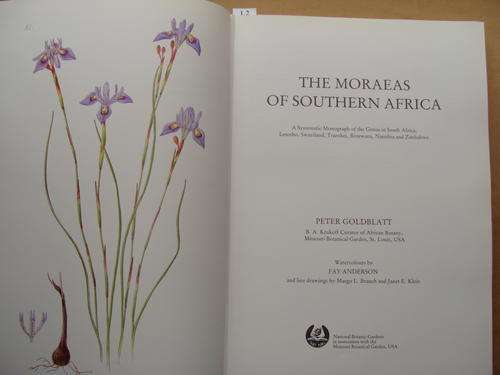 THE MORAEAS
OF SOUTHERN AFRICA
A Systematic Monograph of the Genus in South Africa,
Lesotho, Swaziland, Transkei, Botswana, Namibia and Zimbabwe
PETER GOLDBLATT
B. A. Krukoff Curator of African Botany,
Missouri Botanical Garden, St. Louis, USA
Watercolours by
FAY ANDERSON
and line drawings by Margo L. Branch and Janet E. Klein
National Botanic Gardens
in association with the
Missouri Botanical Garden, USA